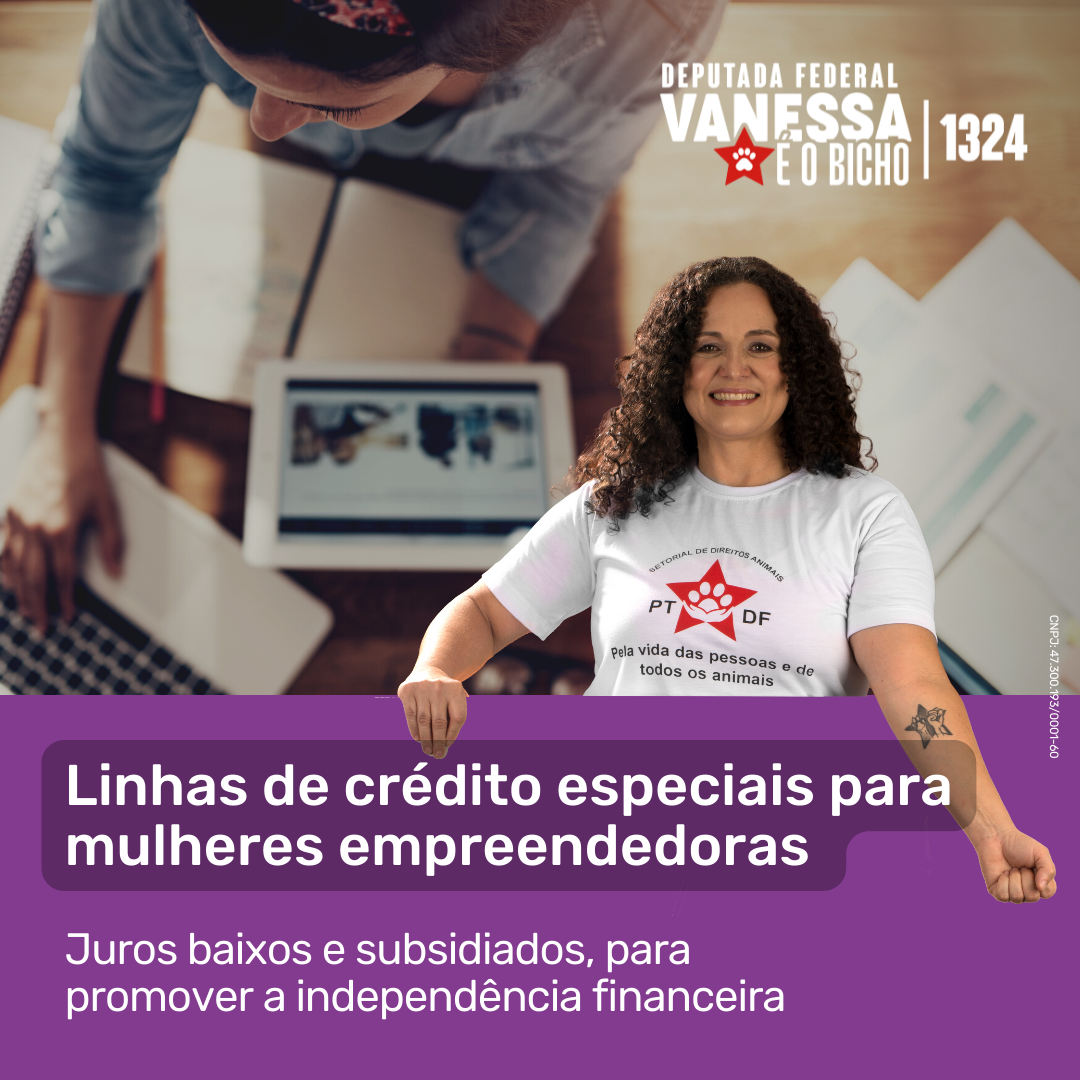 DEPUTADA FEDERAL
VANESSA
É O BICHO
1324
SETORIAL DE DIREITOS ANIMAIS
PT DF
Pela vida das pessoas e de
todos os animais
CNPJ: 47.300.193/0001-60
Linhas de crédito especiais para
mulheres empreendedoras
Juros baixos e subsidiados, para
promover a independência financeira